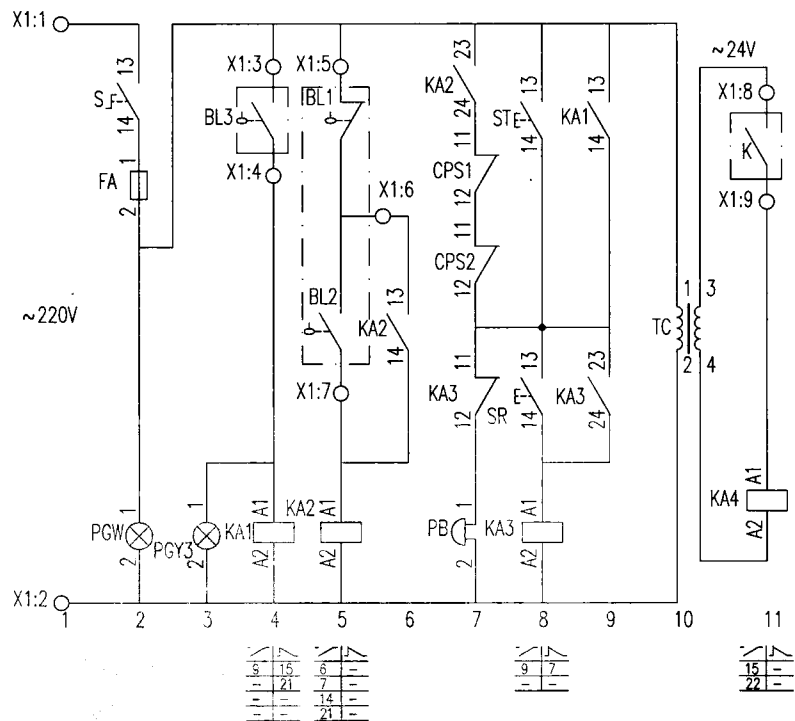 X1:1
~24V
13
S
14
X1:3
X1:5
23
KA2
24
13
ST
14
13
KA1
14
X1:8
BL3
BL1
K
1
FA
2
X1:4
11
CPS1
12
X1:9
X1:6
11
CPS2
12
~220V
BL2
KA2
13
14
1
3
TC
2
4
X1:7
11
KA3
12
SR
13
14
23
KA3
24
PGW
1
2
PGY3
1
2
KA1
A1
A2
KA2
A1
A2
PB
1
2
KA3
A1
A2
KA4
A1
A2
X1:2
1 2 3 4 5 6 7 8 9 10 11
9 15 6 - 9 7 15 -
- 21 7 - - - 22 -
- - 14 -
- - 21 -